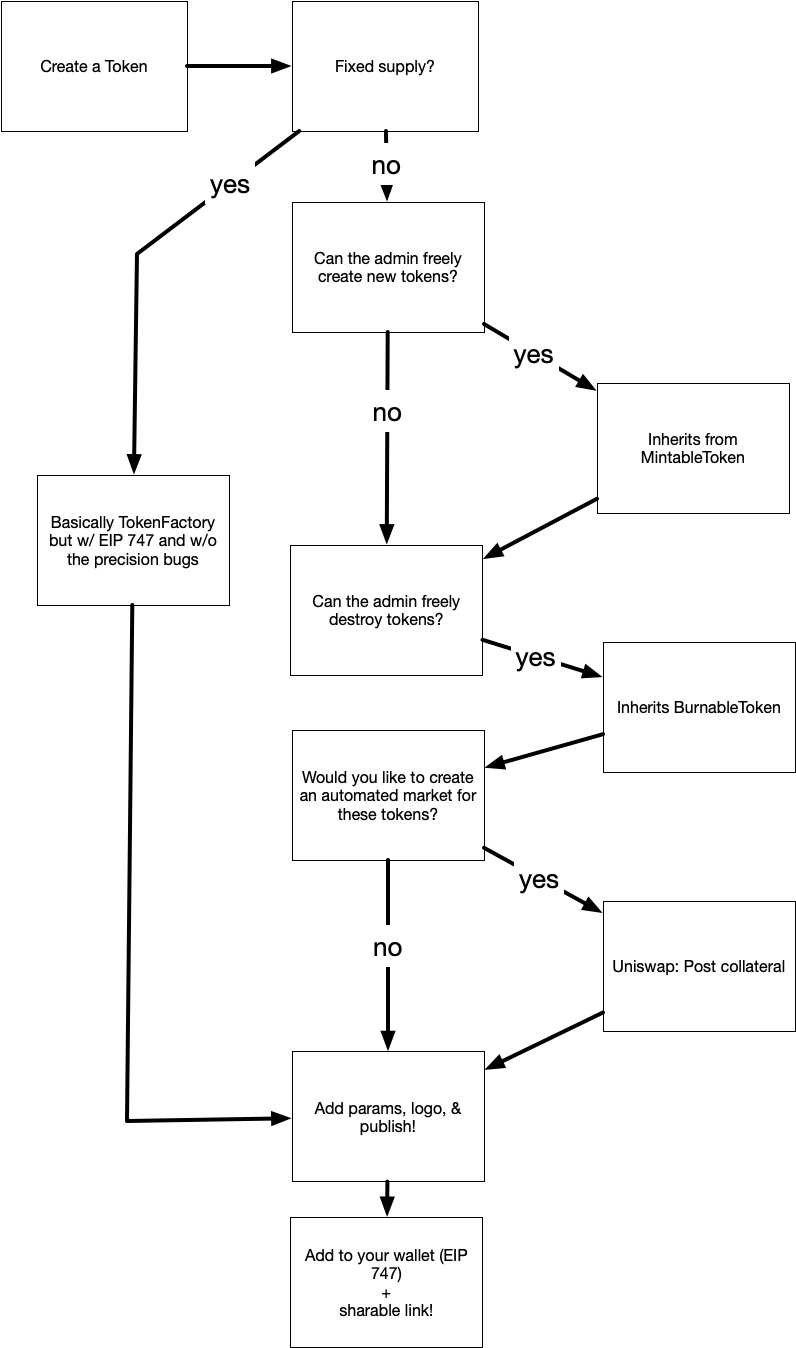 Create a Token
Fixed supply?
yes
no
Can the admin freely
create new tokens?
yes
no
Inherits from
MintableToken
Basically TokenFactory
but w/ EIP 747 and w/o
the precision bugs
Can the admin freely
destroy tokens?
yes
Inherits BurnableToken
Would you like to create
an automated market for
these tokens?
yes
no
Uniswap: Post collateral
Add params, logo, &
publish!
Add to your wallet (EIP
747)
+
sharable link!